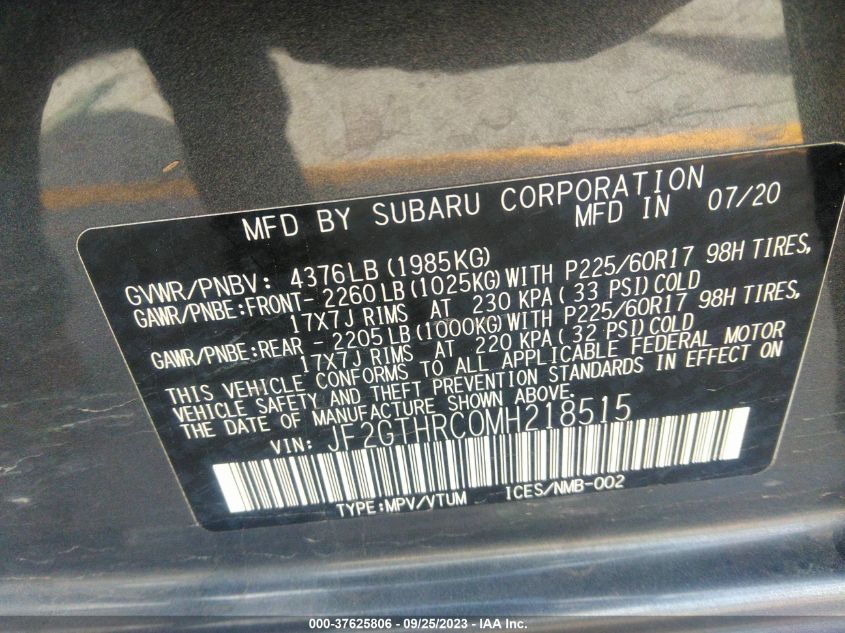 MFD BY SUBARU CORPORATION
MFD IN 07/20
GVWR/PNBV: 4376LB (1985KG)
GAWR/PNBE:FRONT- 2260LB (1025KG) WITH P225/60R17 98H TIRES,
17X7J RIMS AT 230 KPA ( 33 PSI) COLD
GAWR/PNBE:REAR - 2205LB (1000KG) WITH P225/60R17 98H TIRES,
17X7J RIMS AT 220 KPA ( 32 PSI) COLD
THIS VEHICLE CONFORMS TO ALL APPLICABLE FEDERAL MOTOR
VEHICLE SAFETY AND THEFT PREVENTION STANDARDS IN EFFECT ON
THE DATE OF MANUFACTURE SHOWN ABOVE.
VIN: JF2GTHRC0MH218515
TYPE:MPV/VTUM ICES/NMB-002
000-37625806 - 09/25/2023 - IAA Inc.